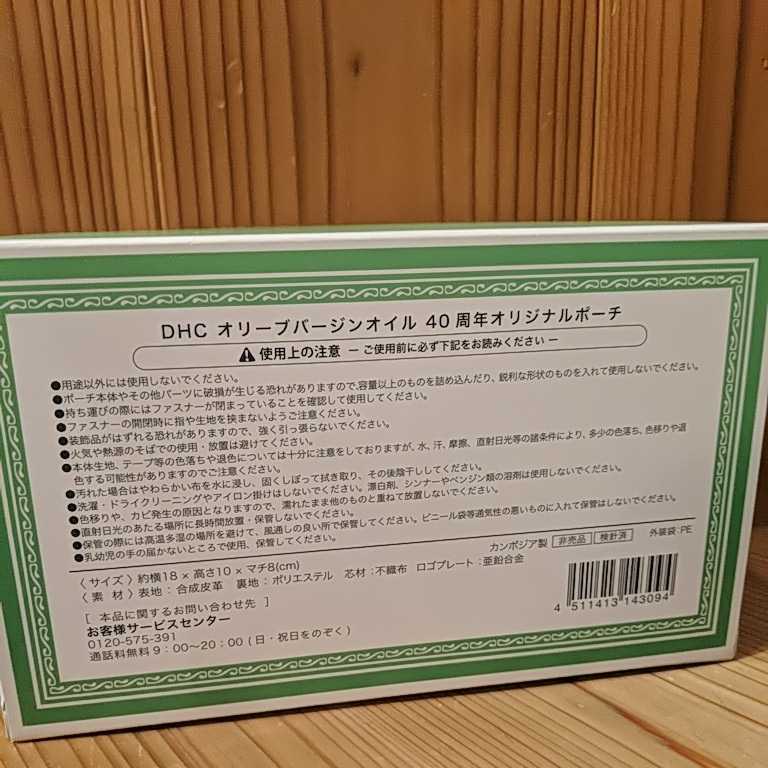 DHC オリーブバージンオイル 40周年オリジナルポーチ
使用上の注意 － ご使用前に必ず下記をお読みください －
●用途以外には使用しないでください。
●ポーチ本体やその他パーツに破損が生じる恐れがありますので、容量以上のものを詰め込んだり、鋭利な形状のものを入れて使用しないでください。
●持ち運びの際にはファスナーが閉まっていることを確認して使用してください。
●ファスナーの開閉時に指や生地を挟まないようご注意ください。
●装飾品がはずれる恐れがありますので、強く引っ張らないでください。
●火気や熱源のそばでの使用・放置は避けてください。
●本体生地、テープ等の色落ちや退色については十分に注意をしておりますが、水、汗、摩擦、直射日光等の諸条件により、多少の色落ち、色移りや退
色する可能性がありますのでご注意ください。
●汚れた場合はやわらかい布を水に浸し、固くしぼって拭き取り、その後陰干ししてください。
●洗濯・ドライクリーニングやアイロン掛けはしないでください。漂白剤、シンナーやベンジン類の溶剤は使用しないでください。
●色移りや、カビ発生の原因となりますので、濡れたまま他のものと重ねて放置しないでください。
●直射日光のあたる場所に長時間放置・保管しないでください。
●保管の際には高温多湿の場所を避けて、風通しの良い所で保管してください。ビニール袋等通気性の悪いものに入れて保管はしないでください。
●乳幼児の手の届かないところで使用、保管してください。
カンボジア製 非売品 検針済 外装袋:PE
〈サイズ〉約横18×高さ10×マチ8(cm)
〈素 材〉表地：合成皮革 裏地：ポリエステル 芯材：不織布 ロゴプレート：亜鉛合金
［ 本品に関するお問い合わせ先 ］
お客様サービスセンター
0120-575-391
通話料無料 9：00〜20：00（日・祝日をのぞく）
4 511413 143094